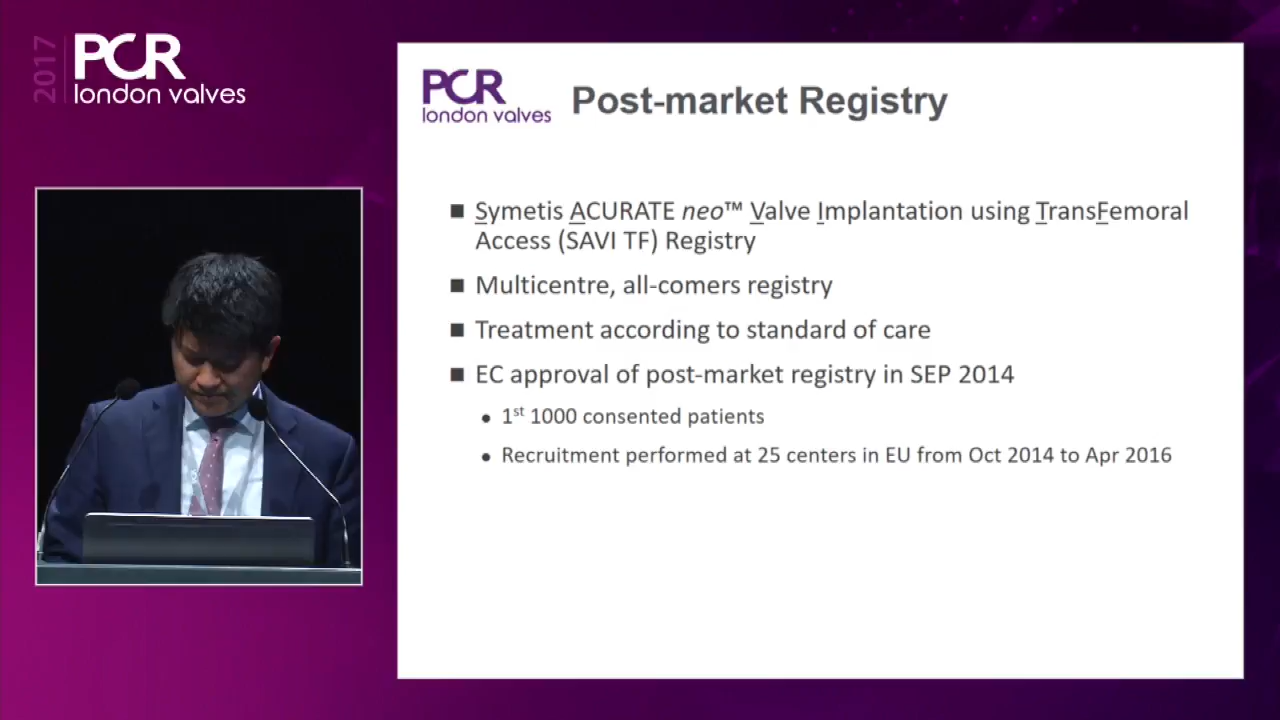 2017
PCR
london valves
PCR
london valves
Post-market Registry
■ Symetis ACURATE neo™ Valve Implantation using TransFemoral
Access (SAVI TF) Registry
■ Multicentre, all-comers registry
■ Treatment according to standard of care
■ EC approval of post-market registry in SEP 2014
• 1st 1000 consented patients
• Recruitment performed at 25 centers in EU from Oct 2014 to Apr 2016